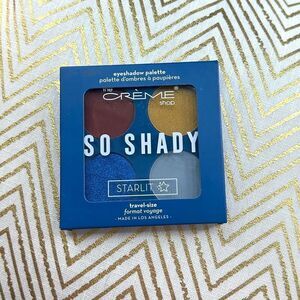 eyeshadow palette
palette d'ombres à paupières
THE
CRÈME
shop
SO SHADY
STARLIT
travel-size
format voyage
- MADE IN LOS ANGELES -